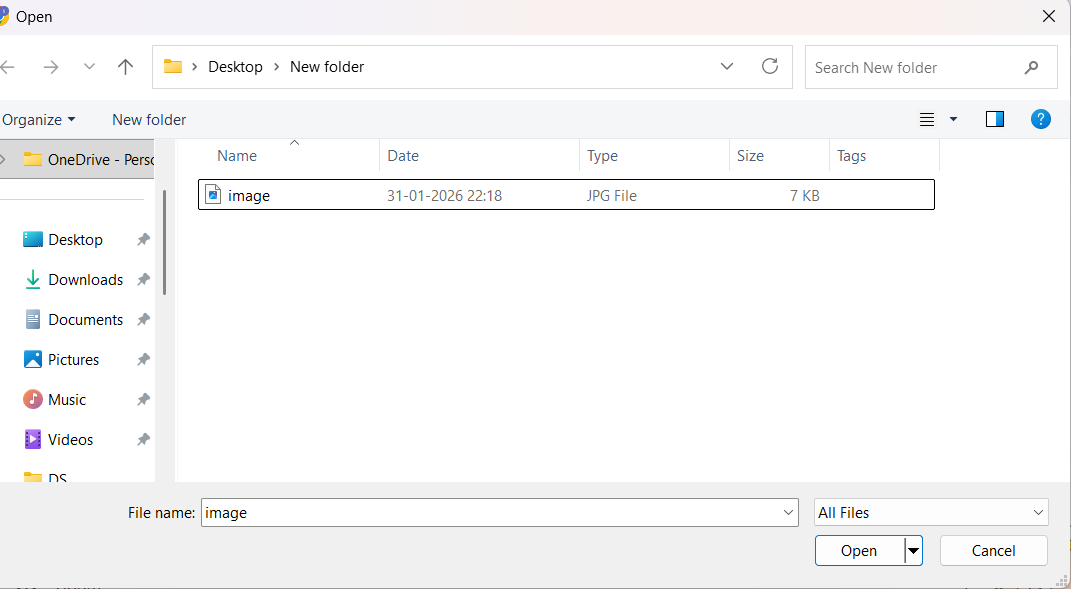 Open
Desktop New folder
Search New folder
Organize New folder
?
OneDrive - Perso
Name Date Type Size Tags
image 31-01-2026 22:18 JPG File 7 KB
Desktop
Downloads
Documents
Pictures
Music
Videos
DS
File name: image All Files
Open Cancel